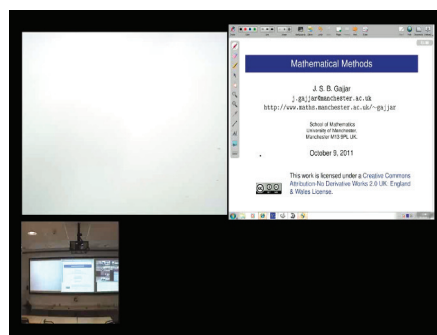 Mathematical Methods
J. S. B. Gajjar
j.gajjar@manchester.ac.uk
http://www.maths.manchester.ac.uk/~gajjar
School of Mathematics
University of Manchester,
Manchester M13 9PL UK.
October 9, 2011
This work is licensed under a Creative Commons
Attribution-No Derivative Works 2.0 UK: England
& Wales License.